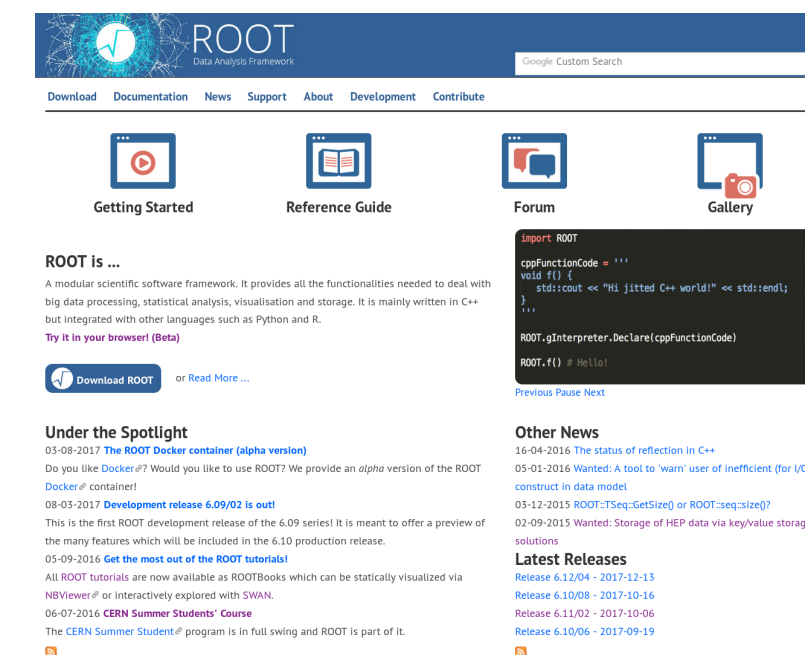 ROOT
Data Analysis Framework
Google Custom Search
Download Documentation News Support About Development Contribute
Getting Started
Reference Guide
Forum
Gallery
ROOT is ...
A modular scientific software framework. It provides all the functionalities needed to deal with
big data processing, statistical analysis, visualisation and storage. It is mainly written in C++
but integrated with other languages such as Python and R.
Try it in your browser! (Beta)
Download ROOT or Read More ...
import ROOT
cppFunctionCode = '''
void f() {
std::cout << "Hi jitted C++ world!" << std::endl;
}
'''
ROOT.gInterpreter.Declare(cppFunctionCode)
ROOT.f() # Hello!
Previous Pause Next
Under the Spotlight
03-08-2017 The ROOT Docker container (alpha version)
Do you like Docker? Would you like to use ROOT? We provide an alpha version of the ROOT
Docker container!
08-03-2017 Development release 6.09/02 is out!
This is the first ROOT development release of the 6.09 series! It is meant to offer a preview of
the many features which will be included in the 6.10 production release.
05-09-2016 Get the most out of the ROOT tutorials!
All ROOT tutorials are now available as ROOTBooks which can be statically visualized via
NBViewer or interactively explored with SWAN.
06-07-2016 CERN Summer Students' Course
The CERN Summer Student program is in full swing and ROOT is part of it.
Other News
16-04-2016 The status of reflection in C++
05-01-2016 Wanted: A tool to 'warn' user of inefficient (for I/O
construct in data model
03-12-2015 ROOT::TSeq::GetSize() or ROOT::seq::size()?
02-09-2015 Wanted: Storage of HEP data via key/value storag
solutions
Latest Releases
Release 6.12/04 - 2017-12-13
Release 6.10/08 - 2017-10-16
Release 6.11/02 - 2017-10-06
Release 6.10/06 - 2017-09-19